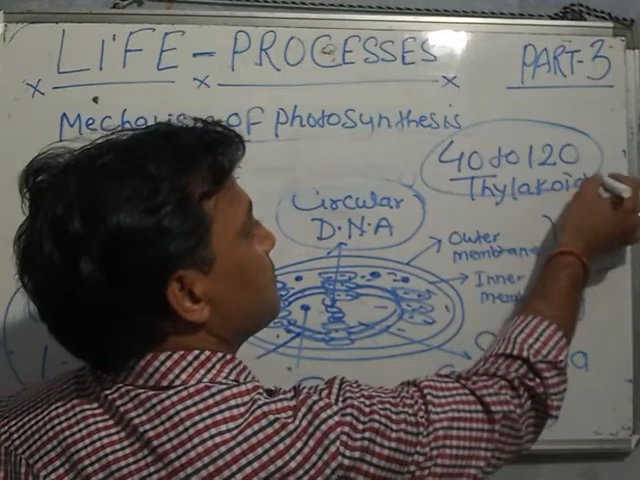 LIFE - PROCESSES
PART-3
Mechanism of Photosynthesis
40 to 120
Thylakoid
Circular
D.N.A
Outer
membrane
Inner